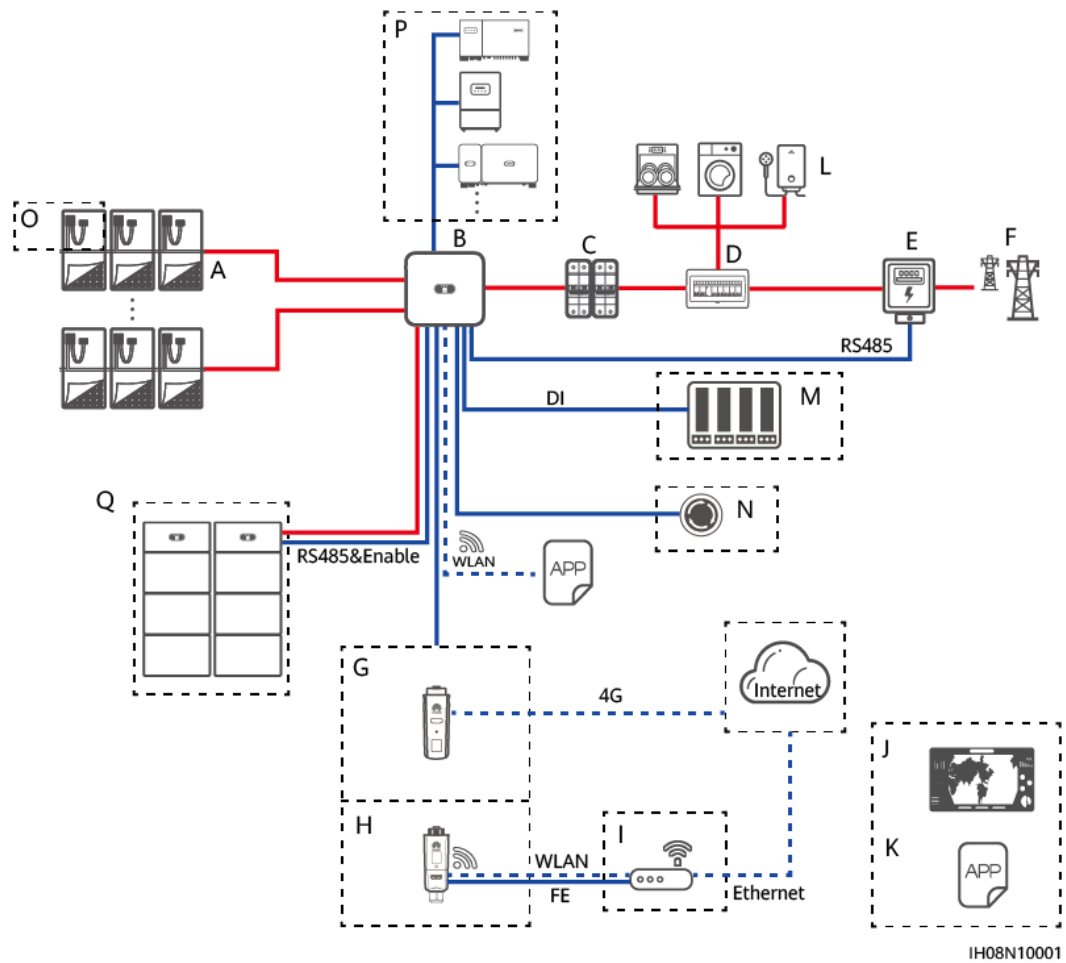 P
L
O
A
B
C
D
E
F
RS485
DI
M
N
Q
RS485&Enable
WLAN
APP
G
4G
Internet
H
WLAN
FE
I
Ethernet
J
K
APP
IH08N10001